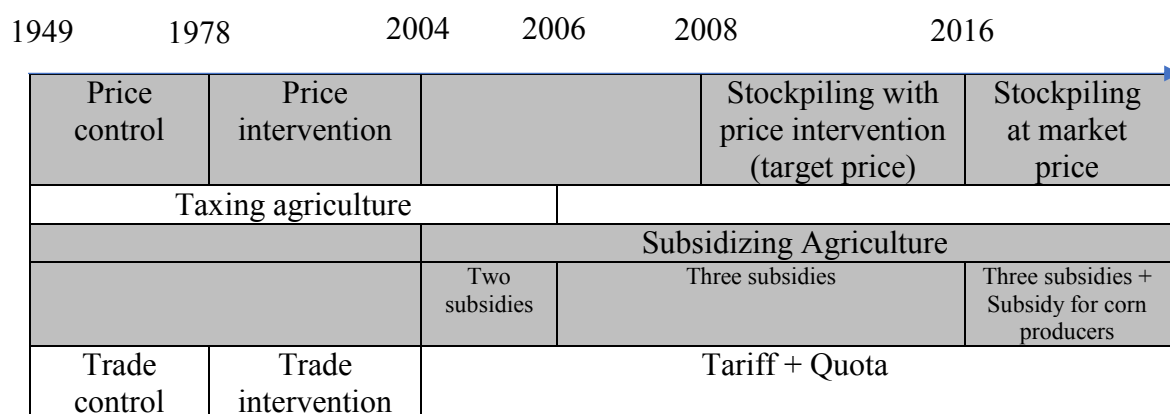 1949 1978 2004 2006 2008 2016
Price control
Price intervention
Stockpiling with price intervention (target price)
Stockpiling at market price
Taxing agriculture
Subsidizing Agriculture
Two subsidies
Three subsidies
Three subsidies + Subsidy for corn producers
Trade control
Trade intervention
Tariff + Quota